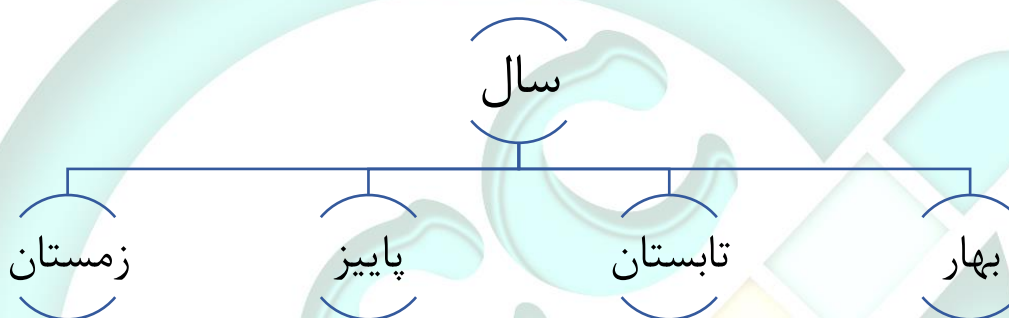 سال
بهار
تابستان
پاییز
زمستان